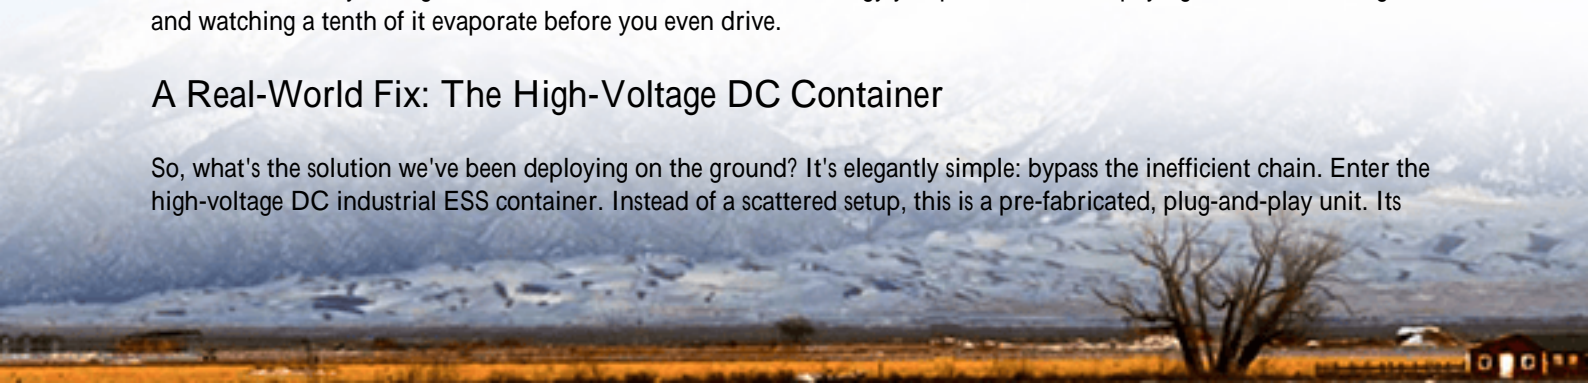 and watching a tenth of it evaporate before you even drive.
A Real-World Fix: The High-Voltage DC Container
So, what's the solution we've been deploying on the ground? It's elegantly simple: bypass the inefficient chain. Enter the
high-voltage DC industrial ESS container. Instead of a scattered setup, this is a pre-fabricated, plug-and-play unit. Its